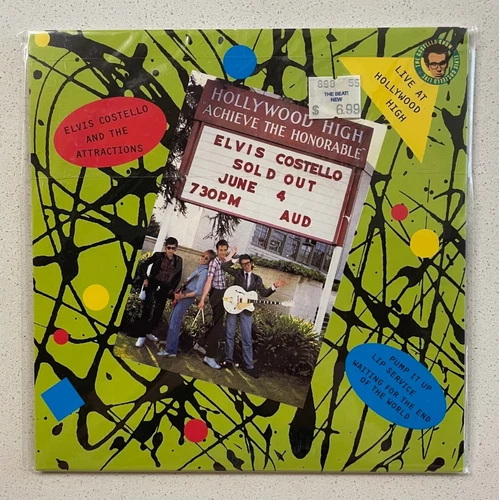 ELVIS COSTELLO
AND THE
ATTRACTIONS
690 55
THE BEAT!
NEW
$ 6.99
LIVE AT
HOLLYWOOD
HIGH
HOLLYWOOD HIGH
"ACHIEVE THE HONORABLE"
ELVIS COSTELLO
SOLD OUT
JUNE 4
730PM AUD
PUMP IT UP
LIP SERVICE
WAITING FOR THE END
OF THE WORLD